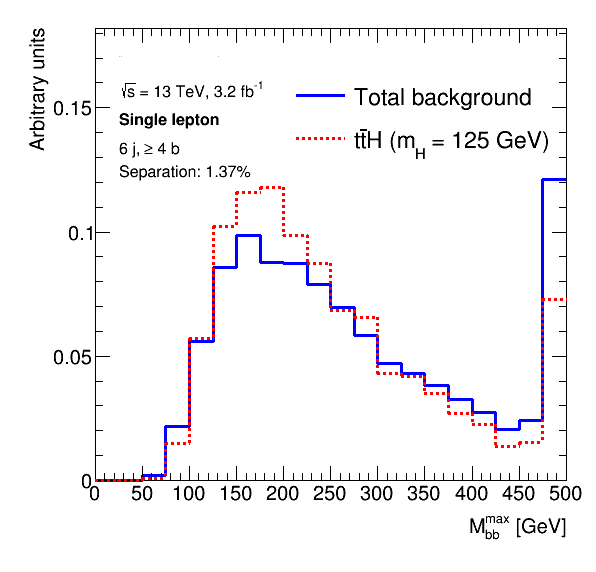 Arbitrary units
√s = 13 TeV, 3.2 fb⁻¹
Single lepton
6 j, ≥ 4 b
Separation: 1.37%
Total background
tt̄H (m_H = 125 GeV)
0.15
0.1
0.05
0
0 50 100 150 200 250 300 350 400 450 500
M_bb^max [GeV]